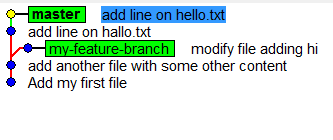 master add line on hello.txt
add line on hallo.txt
my-feature-branch modify file adding hi
add another file with some other content
Add my first file